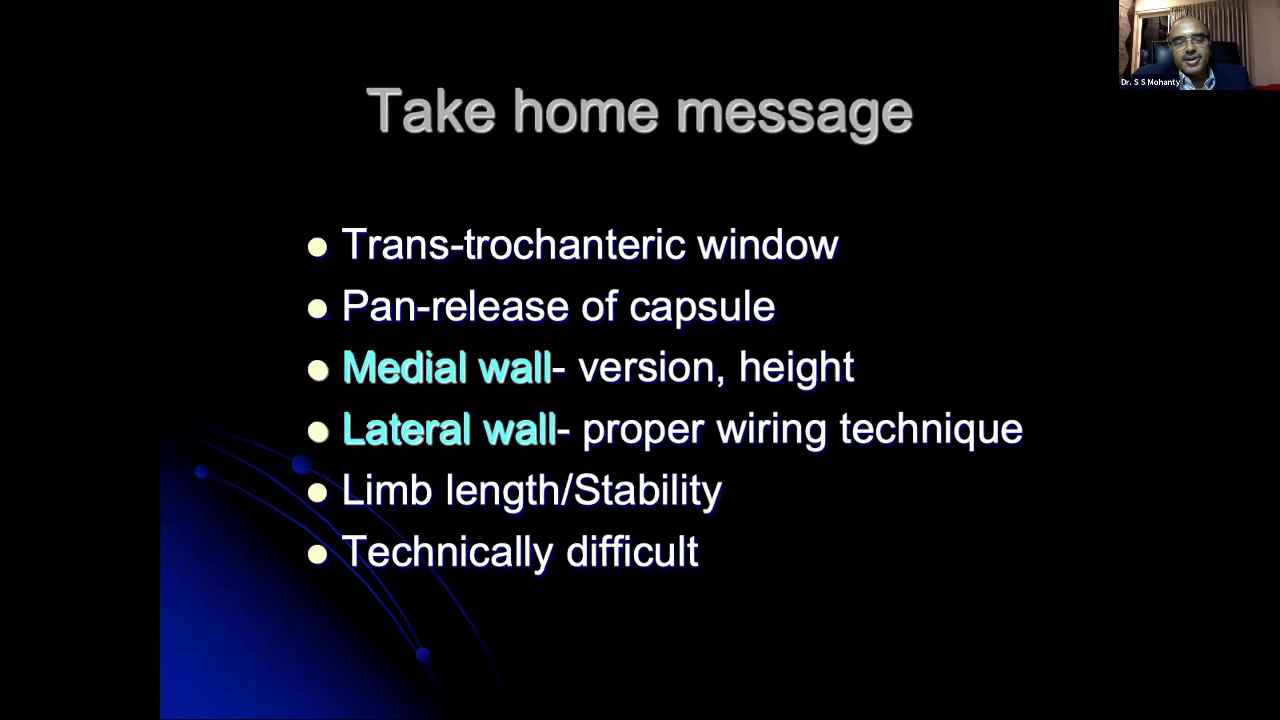 Dr. S S Mohanty
Take home message
Trans-trochanteric window
Pan-release of capsule
Medial wall- version, height
Lateral wall- proper wiring technique
Limb length/Stability
Technically difficult